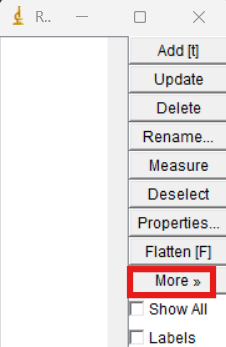 R..
Add [t]
Update
Delete
Rename...
Measure
Deselect
Properties...
Flatten [F]
More »
Show All
Labels